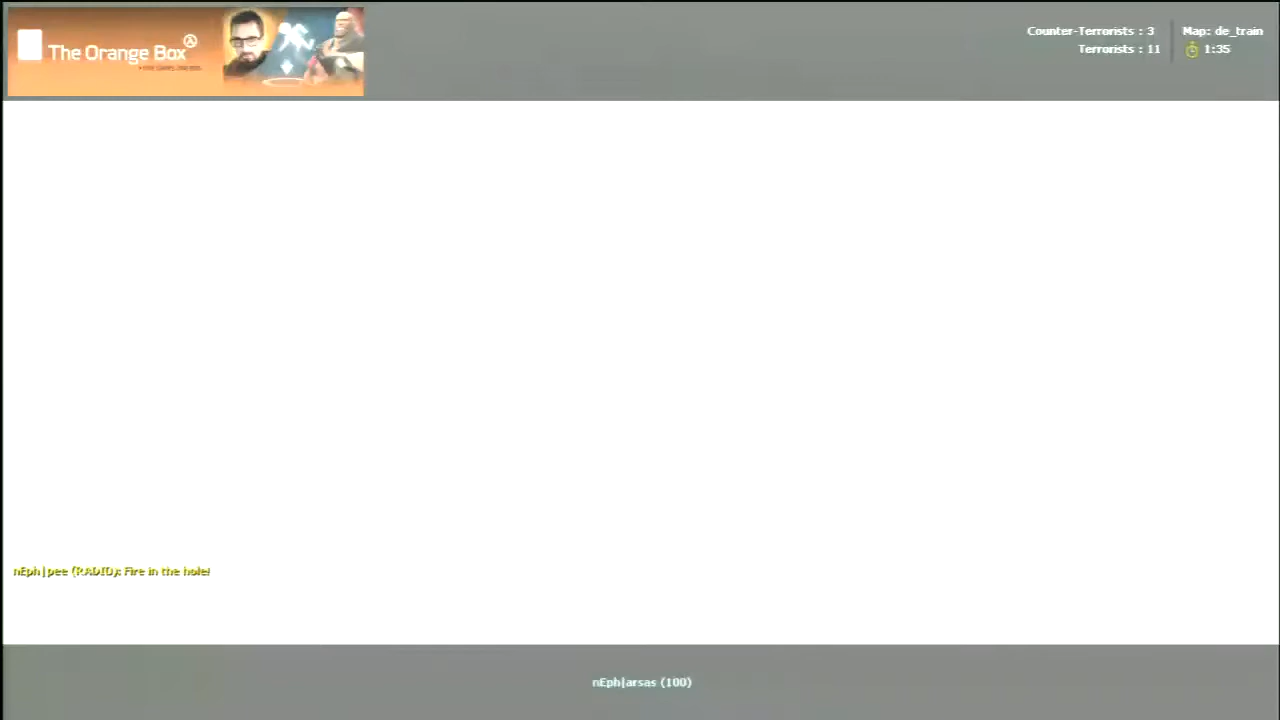 The Orange Box
Counter-Terrorists : 3
Terrorists : 11
Map: de_train
1:35
nEph|pee (RADIO): Fire in the hole!
nEph|arsas (100)